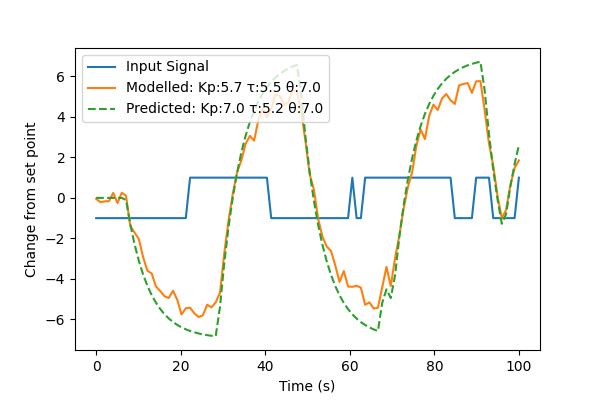 Input Signal
Modelled: Kp:5.7 τ:5.5 θ:7.0
Predicted: Kp:7.0 τ:5.2 θ:7.0
6
4
2
0
−2
−4
−6
Change from set point
0 20 40 60 80 100
Time (s)